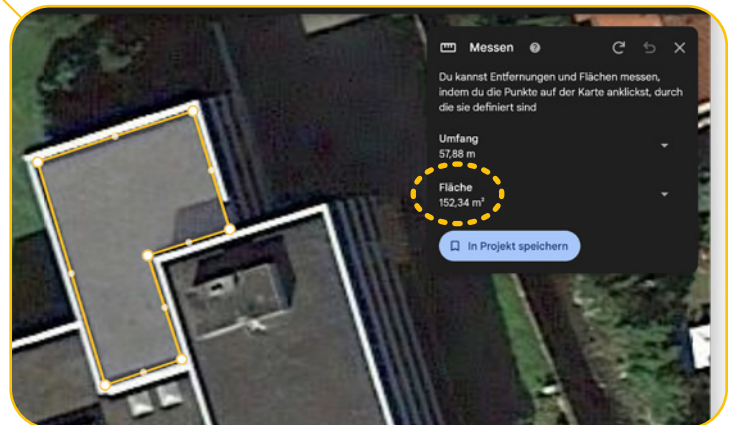 Messen
Du kannst Entfernungen und Flächen messen,
indem du die Punkte auf der Karte anklickst, durch
die sie definiert sind
Umfang
57,88 m
Fläche
152,34 m²
In Projekt speichern